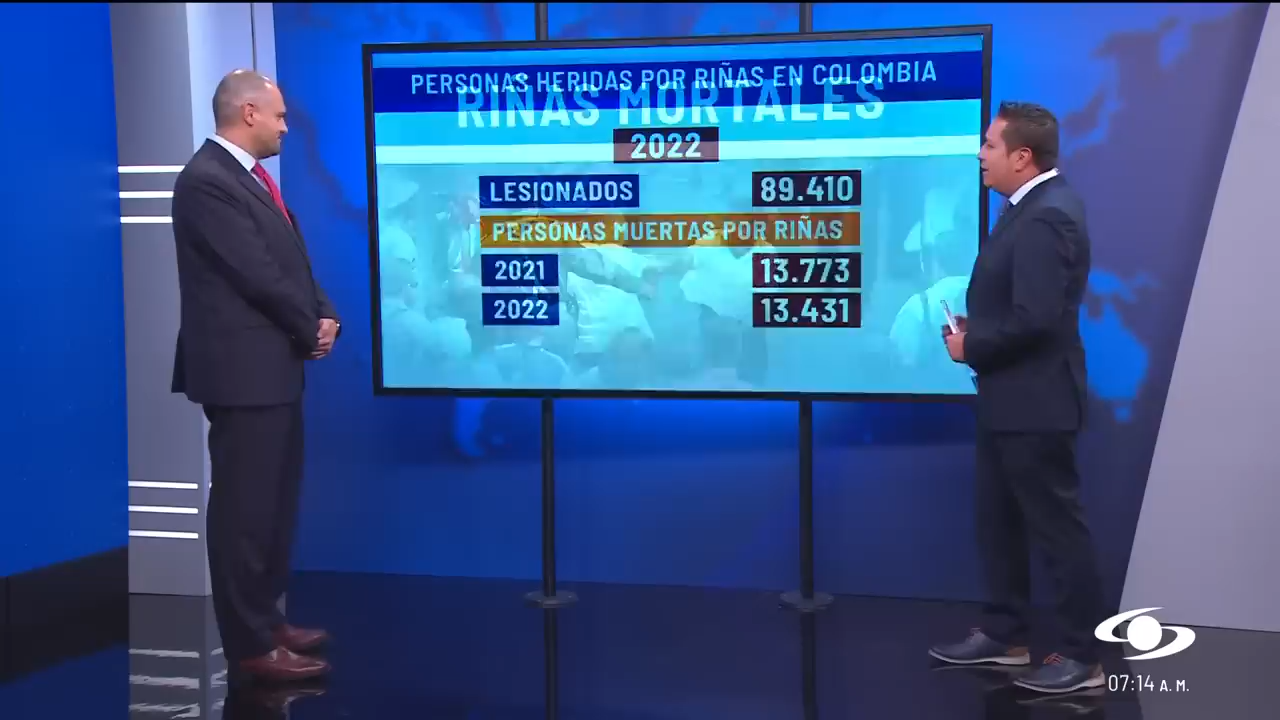 PERSONAS HERIDAS POR RIÑAS EN COLOMBIA
RIÑAS MORTALES
2022
LESIONADOS 89.410
PERSONAS MUERTAS POR RIÑAS
2021 13.773
2022 13.431
07:14 A.M.